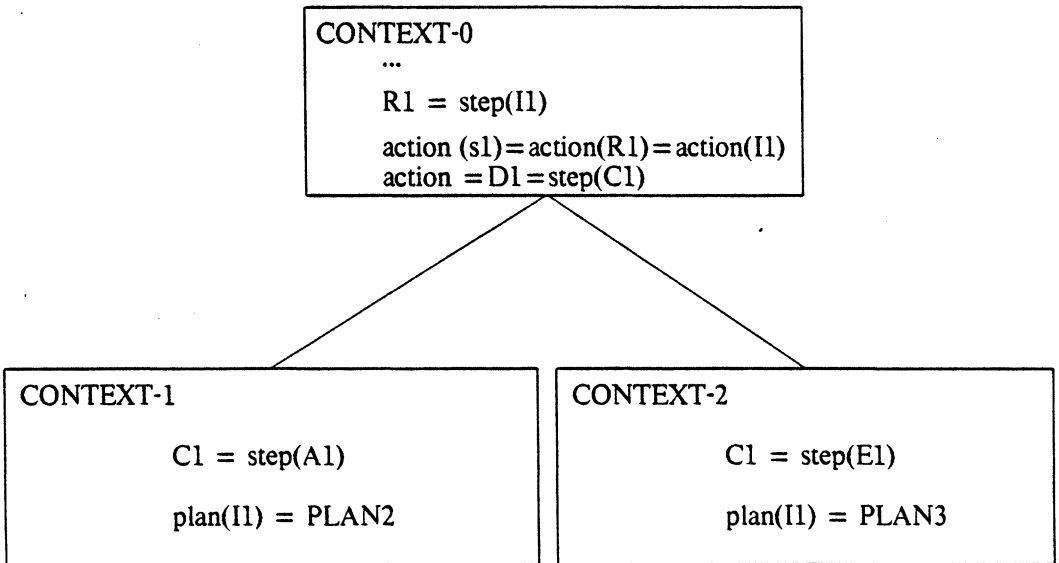 CONTEXT-0
...
R1 = step(I1)
action (s1)=action(R1)=action(I1)
action =D1=step(C1)
CONTEXT-1
C1 = step(A1)
plan(I1) = PLAN2
CONTEXT-2
C1 = step(E1)
plan(I1) = PLAN3